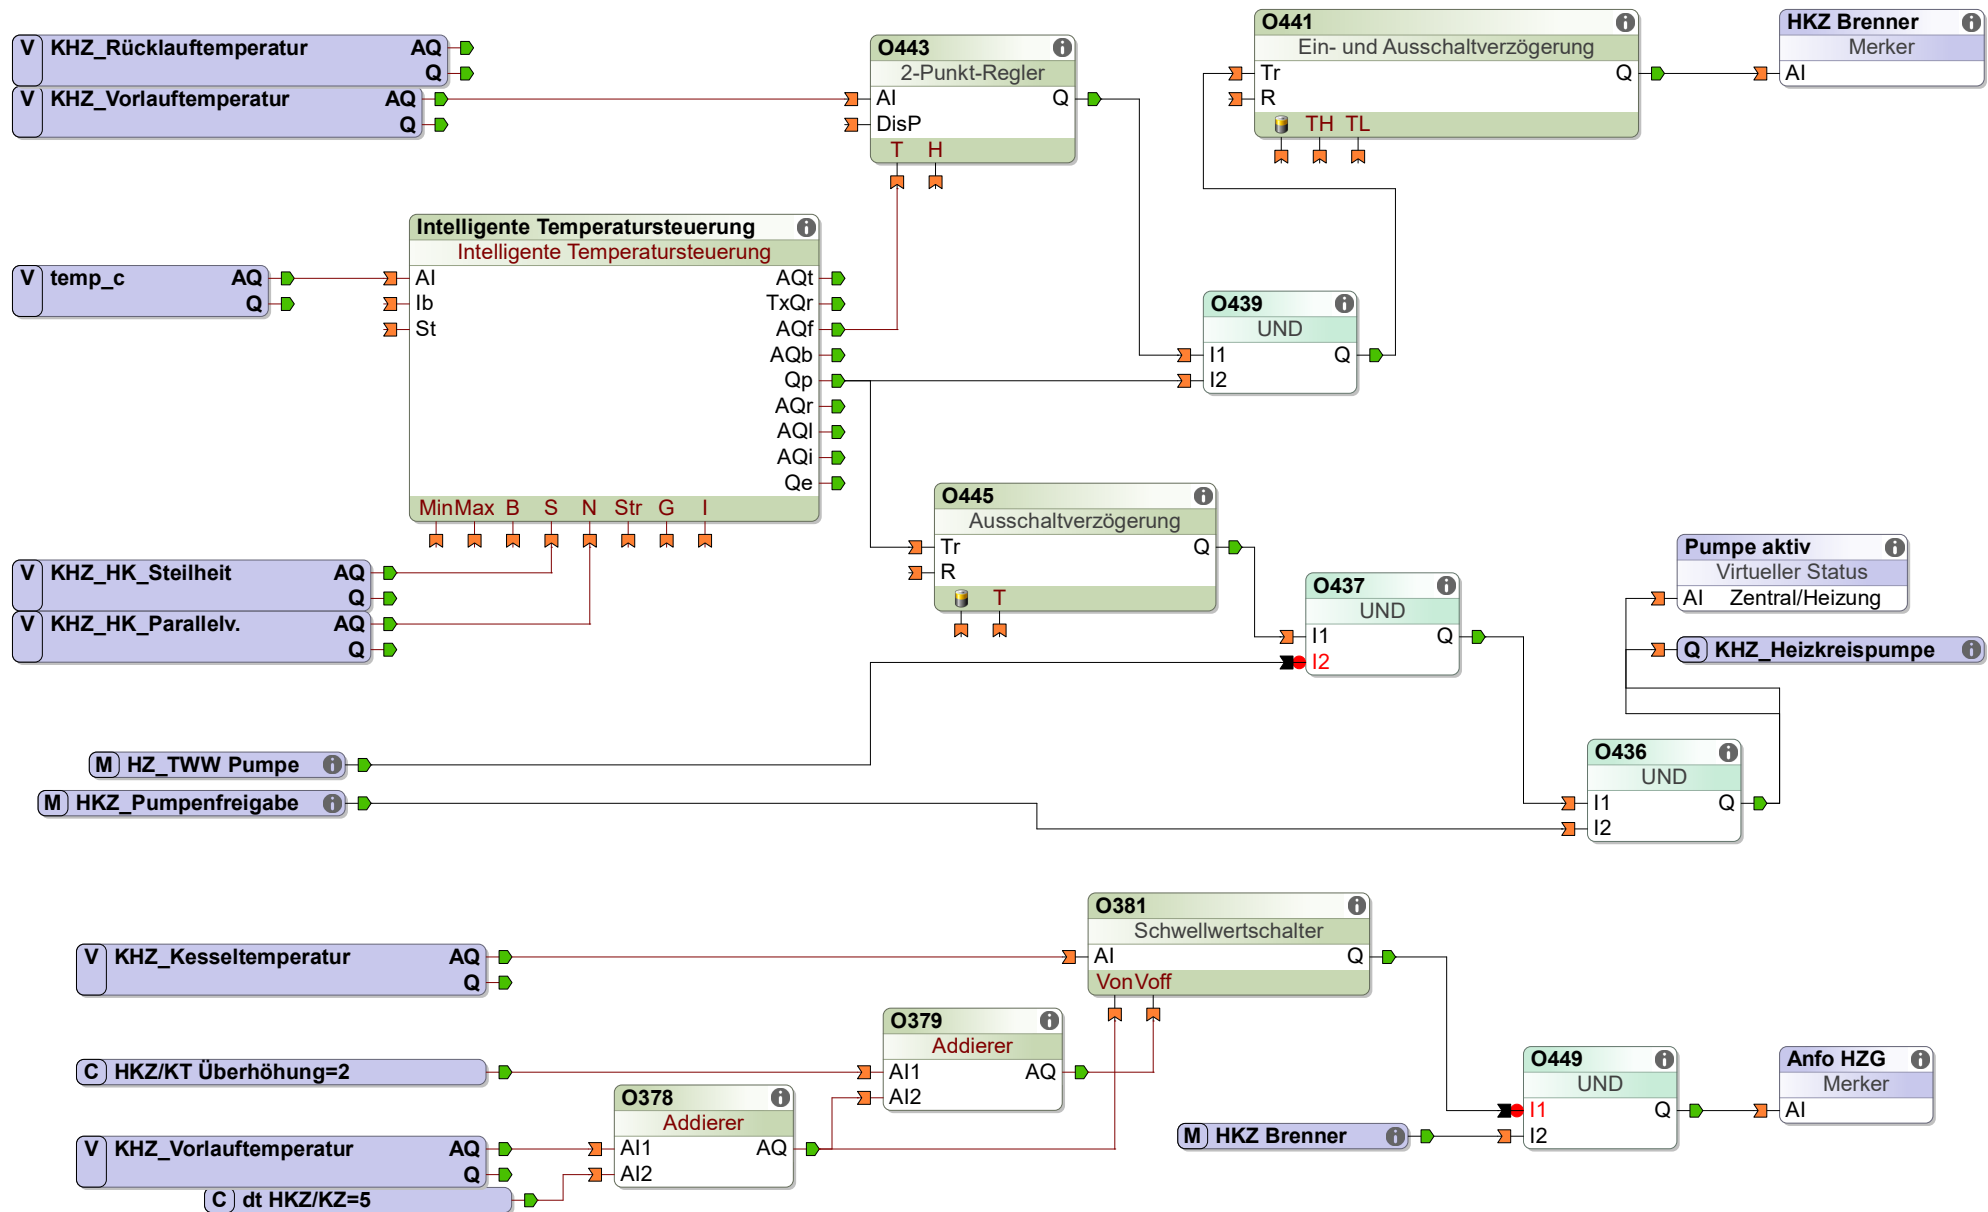 V KHZ_Rücklauftemperatur AQ
Q
V KHZ_Vorlauftemperatur AQ
Q
O443
2-Punkt-Regler
AI Q
DisP
T H
O441
Ein- und Ausschaltverzögerung
Tr Q
R
TH TL
HKZ Brenner
Merker
AI
Intelligente Temperatursteuerung
Intelligente Temperatursteuerung
V temp_c AQ
Q
AI AQt
Ib TxQr
St AQf
AQb
Qp
AQr
AQl
AQi
Qe
Min Max B S N Str G I
O439
UND
I1 Q
I2
O445
Ausschaltverzögerung
Tr Q
R
T
V KHZ_HK_Steilheit AQ
Q
V KHZ_HK_Parallelv. AQ
Q
O437
UND
I1 Q
I2
Pumpe aktiv
Virtueller Status
AI Zentral/Heizung
Q KHZ_Heizkreispumpe
M HZ_TWW Pumpe
M HKZ_Pumpenfreigabe
O436
UND
I1 Q
I2
O381
Schwellwertschalter
AI Q
Von Voff
V KHZ_Kesseltemperatur AQ
Q
O379
Addierer
AI1 AQ
AI2
C HKZ/KT Überhöhung=2
O378
Addierer
AI1 AQ
AI2
V KHZ_Vorlauftemperatur AQ
Q
C dt HKZ/KZ=5
O449
UND
I1 Q
I2
M HKZ Brenner
Anfo HZG
Merker
AI